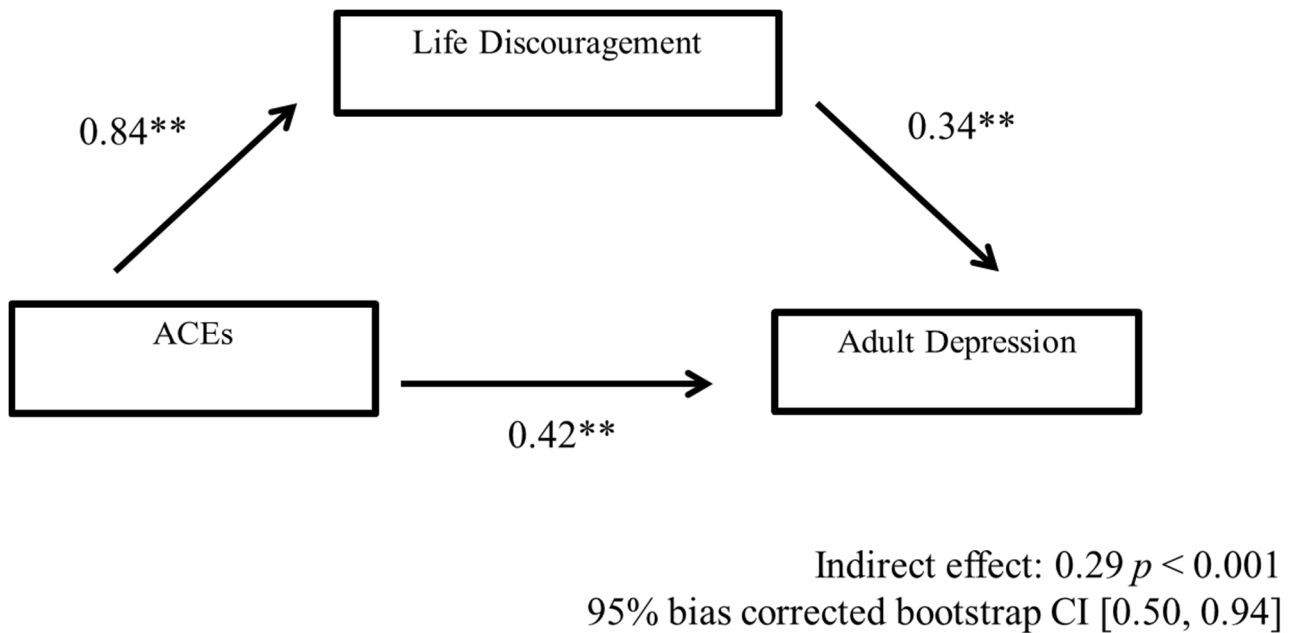 Life Discouragement
0.84**
0.34**
ACEs
Adult Depression
0.42**
Indirect effect: 0.29 p < 0.001
95% bias corrected bootstrap CI [0.50, 0.94]